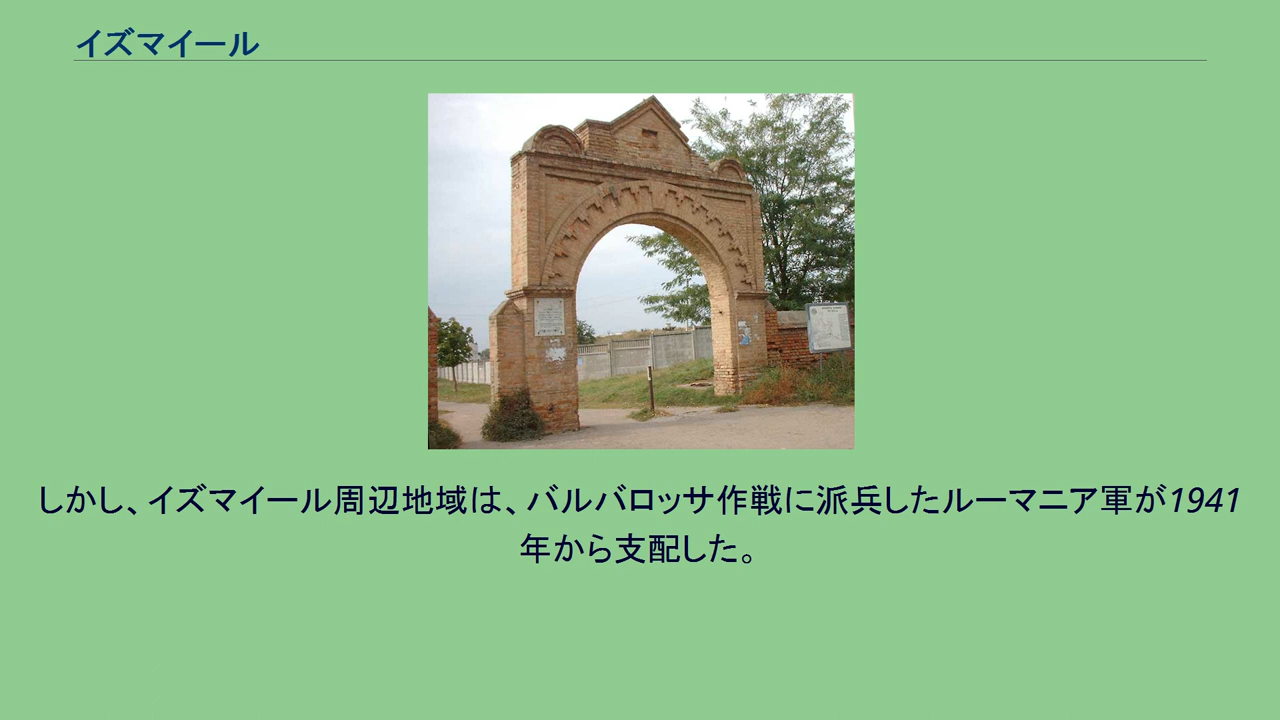 イズマイール
しかし、イズマイール周辺地域は、バルバロッサ作戦に派兵したルーマニア軍が1941
年から支配した。